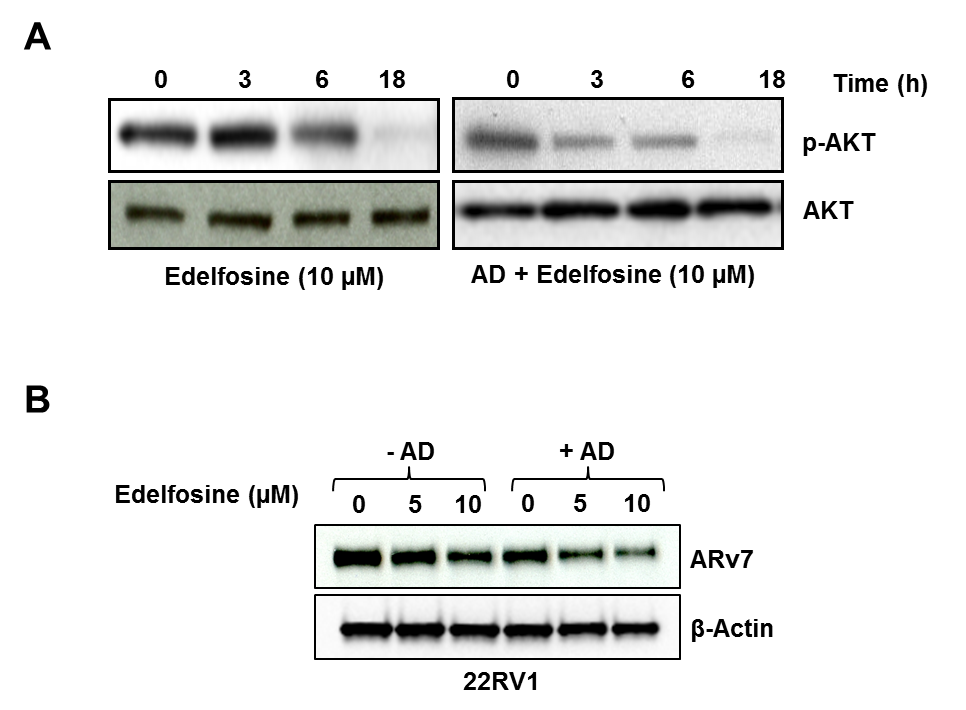 A
0 3 6 18 0 3 6 18 Time (h)
p-AKT
AKT
Edelfosine (10 µM) AD + Edelfosine (10 µM)
B
- AD + AD
Edelfosine (µM) 0 5 10 0 5 10
ARv7
β-Actin
22RV1